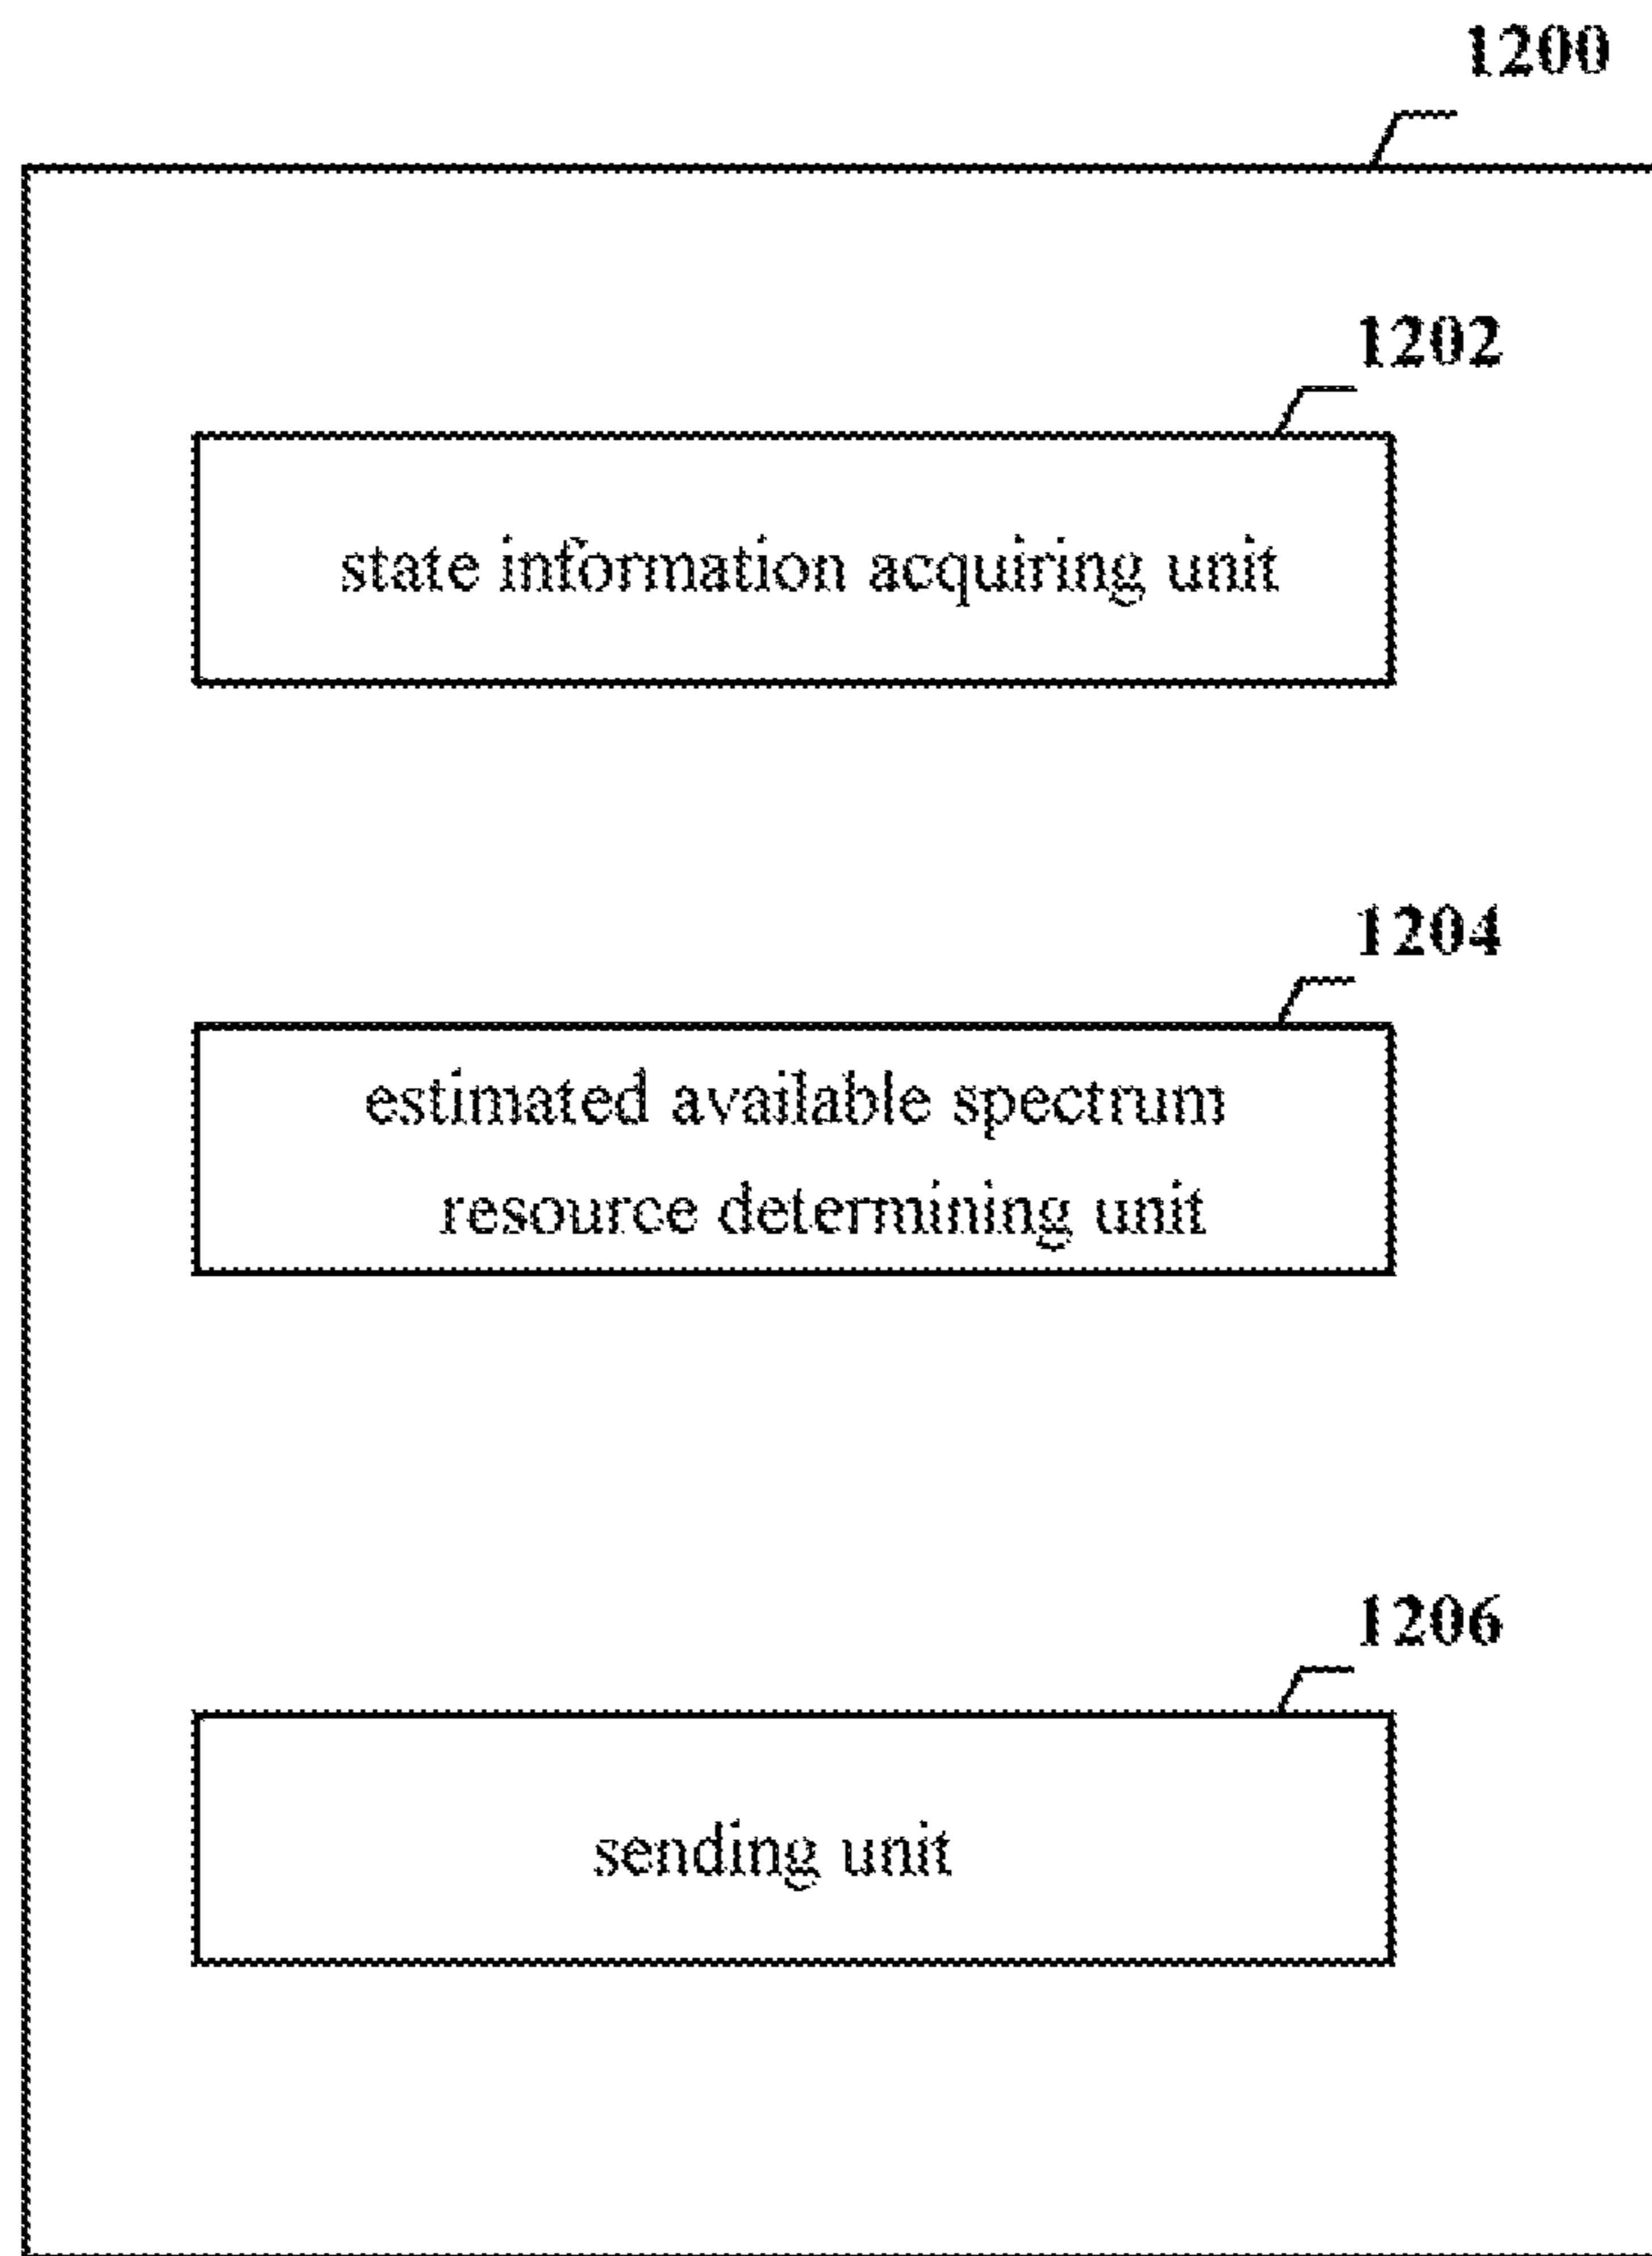 1200
1202
state information acquiring unit
1204
estimated available spectrum
resource determining unit
1206
sending unit